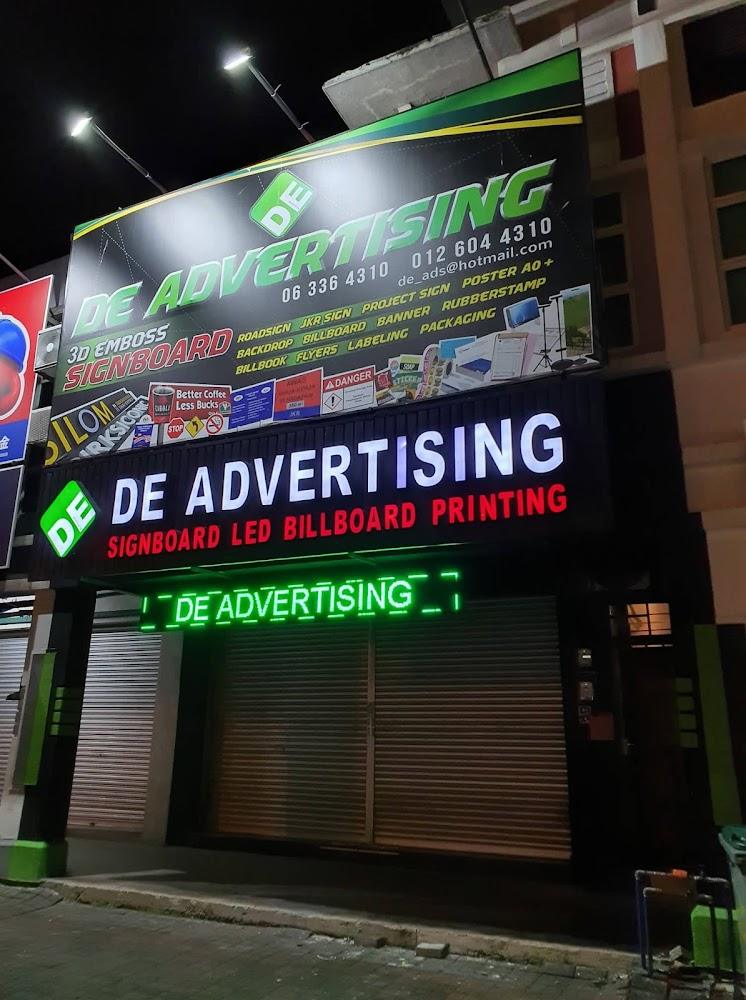 DE
DE ADVERTISING
06 336 4310 012 604 4310
de_ads@hotmail.com
3D EMBOSS
SIGNBOARD
ROADSIGN JKR SIGN PROJECT SIGN POSTER A0+
BACKDROP BILLBOARD BANNER RUBBERSTAMP
BILLBOOK FLYERS LABELING PACKAGING
SILOM
Better Coffee
Less Bucks
STOP
DANGER
DE
DE ADVERTISING
SIGNBOARD LED BILLBOARD PRINTING
DE ADVERTISING